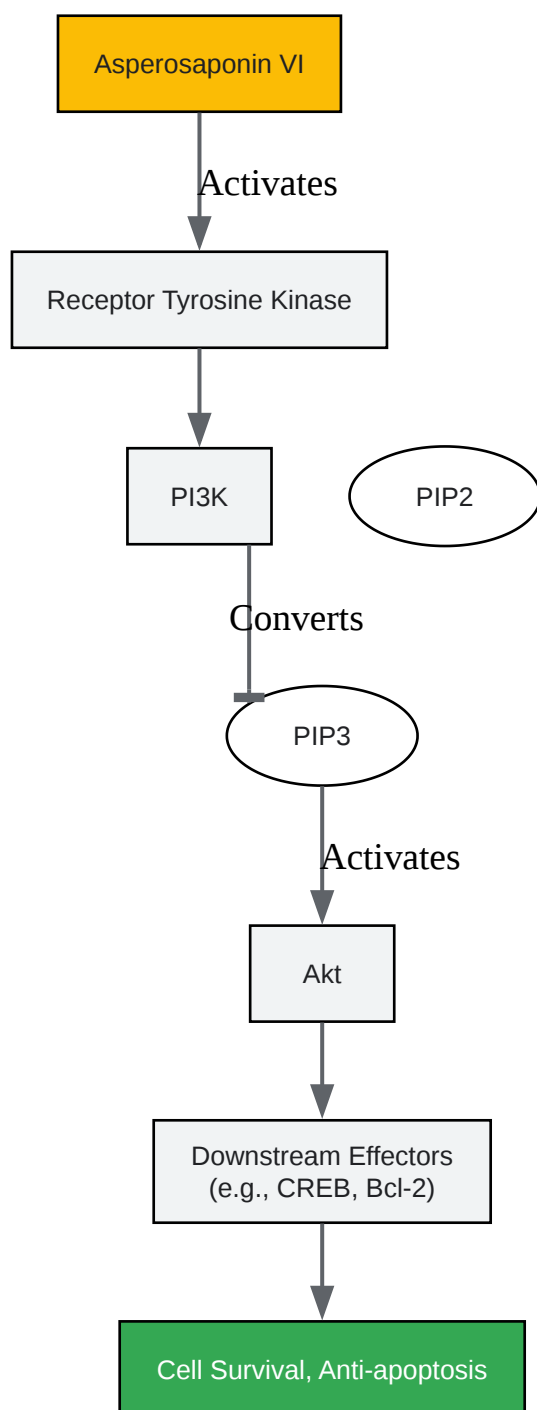 Asperosaponin VI
Activates
Receptor Tyrosine Kinase
PI3K
PIP2
Converts
PIP3
Activates
Akt
Downstream Effectors
(e.g., CREB, Bcl-2)
Cell Survival, Anti-apoptosis